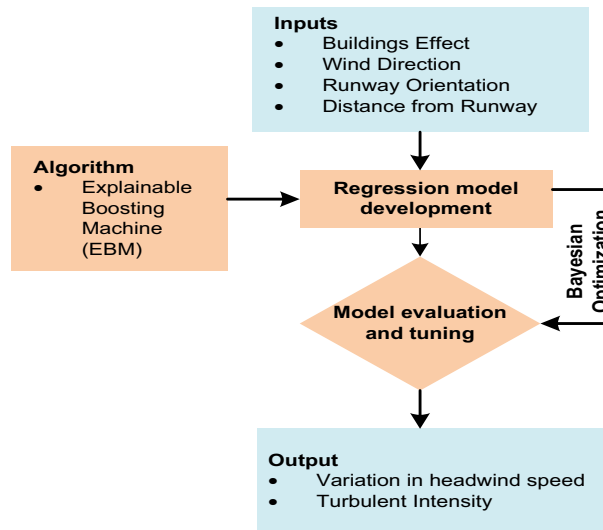 Inputs
• Buildings Effect
• Wind Direction
• Runway Orientation
• Distance from Runway
Algorithm
• Explainable
Boosting
Machine
(EBM)
Regression model
development
Bayesian
Optimization
Model evaluation
and tuning
Output
• Variation in headwind speed
• Turbulent Intensity